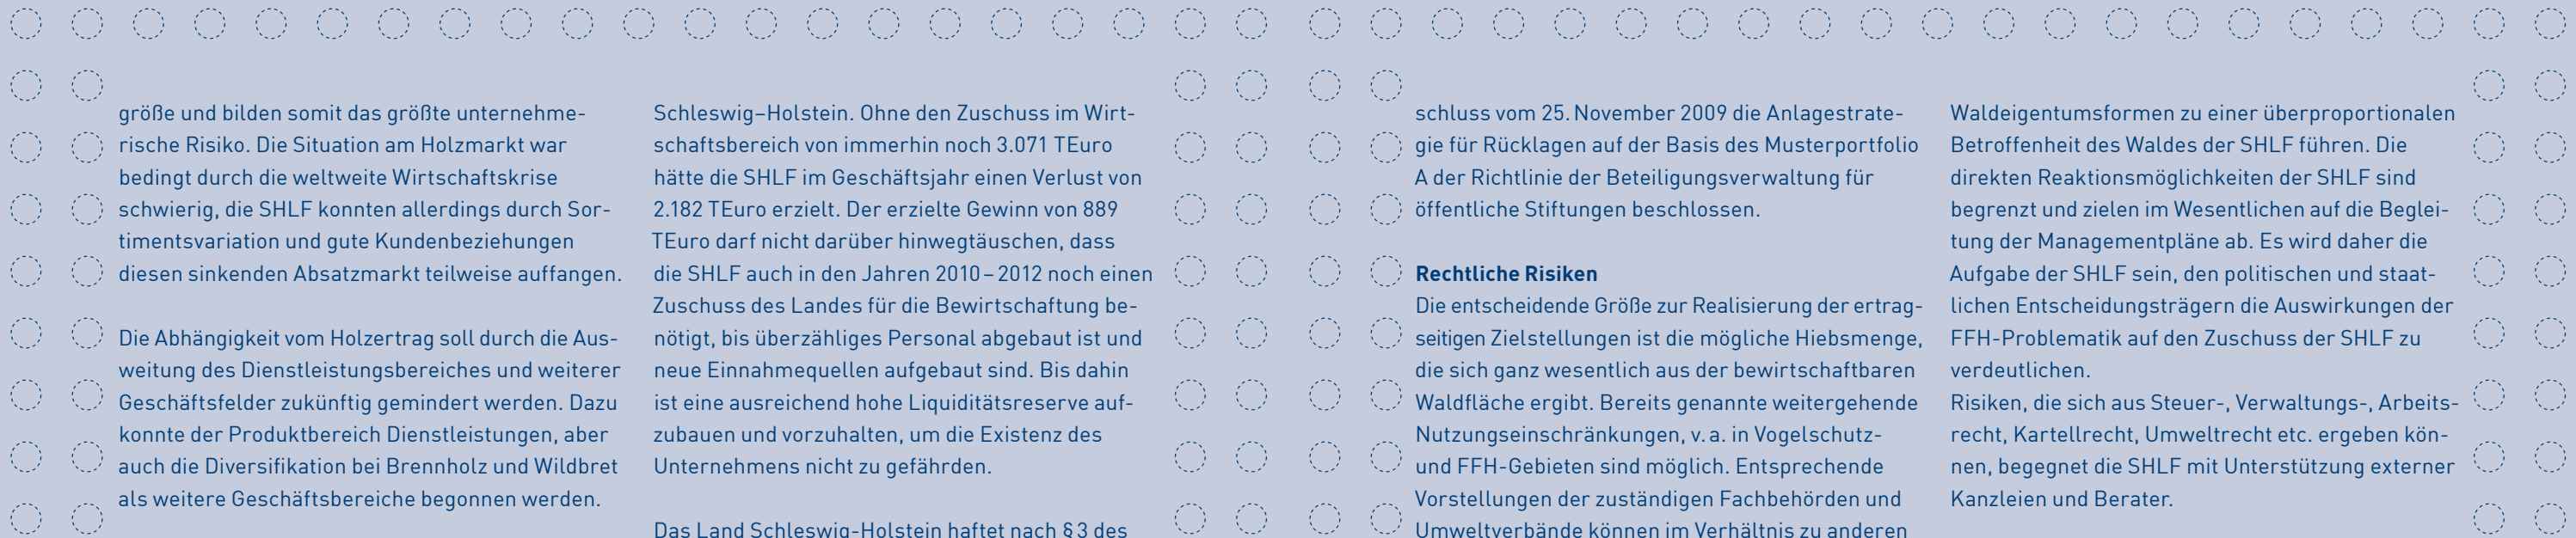 größe und bilden somit das größte unternehme-
rische Risiko. Die Situation am Holzmarkt war
bedingt durch die weltweite Wirtschaftskrise
schwierig, die SHLF konnten allerdings durch Sor-
timentsvariation und gute Kundenbeziehungen
diesen sinkenden Absatzmarkt teilweise auffangen.
Die Abhängigkeit vom Holzertrag soll durch die Aus-
weitung des Dienstleistungsbereiches und weiterer
Geschäftsfelder zukünftig gemindert werden. Dazu
konnte der Produktbereich Dienstleistungen, aber
auch die Diversifikation bei Brennholz und Wildbret
als weitere Geschäftsbereiche begonnen werden.
Schleswig–Holstein. Ohne den Zuschuss im Wirt-
schaftsbereich von immerhin noch 3.071 TEuro
hätte die SHLF im Geschäftsjahr einen Verlust von
2.182 TEuro erzielt. Der erzielte Gewinn von 889
TEuro darf nicht darüber hinwegtäuschen, dass
die SHLF auch in den Jahren 2010 – 2012 noch einen
Zuschuss des Landes für die Bewirtschaftung be-
nötigt, bis überzähliges Personal abgebaut ist und
neue Einnahmequellen aufgebaut sind. Bis dahin
ist eine ausreichend hohe Liquiditätsreserve auf-
zubauen und vorzuhalten, um die Existenz des
Unternehmens nicht zu gefährden.
Das Land Schleswig-Holstein haftet nach § 3 des
schluss vom 25. November 2009 die Anlagestrate-
gie für Rücklagen auf der Basis des Musterportfolio
A der Richtlinie der Beteiligungsverwaltung für
öffentliche Stiftungen beschlossen.
Rechtliche Risiken
Die entscheidende Größe zur Realisierung der ertrag-
seitigen Zielstellungen ist die mögliche Hiebsmenge,
die sich ganz wesentlich aus der bewirtschaftbaren
Waldfläche ergibt. Bereits genannte weitergehende
Nutzungseinschränkungen, v. a. in Vogelschutz-
und FFH-Gebieten sind möglich. Entsprechende
Vorstellungen der zuständigen Fachbehörden und
Umweltverbände können im Verhältnis zu anderen
Waldeigentumsformen zu einer überproportionalen
Betroffenheit des Waldes der SHLF führen. Die
direkten Reaktionsmöglichkeiten der SHLF sind
begrenzt und zielen im Wesentlichen auf die Beglei-
tung der Managementpläne ab. Es wird daher die
Aufgabe der SHLF sein, den politischen und staat-
lichen Entscheidungsträgern die Auswirkungen der
FFH-Problematik auf den Zuschuss der SHLF zu
verdeutlichen.
Risiken, die sich aus Steuer-, Verwaltungs-, Arbeits-
recht, Kartellrecht, Umweltrecht etc. ergeben kön-
nen, begegnet die SHLF mit Unterstützung externer
Kanzleien und Berater.